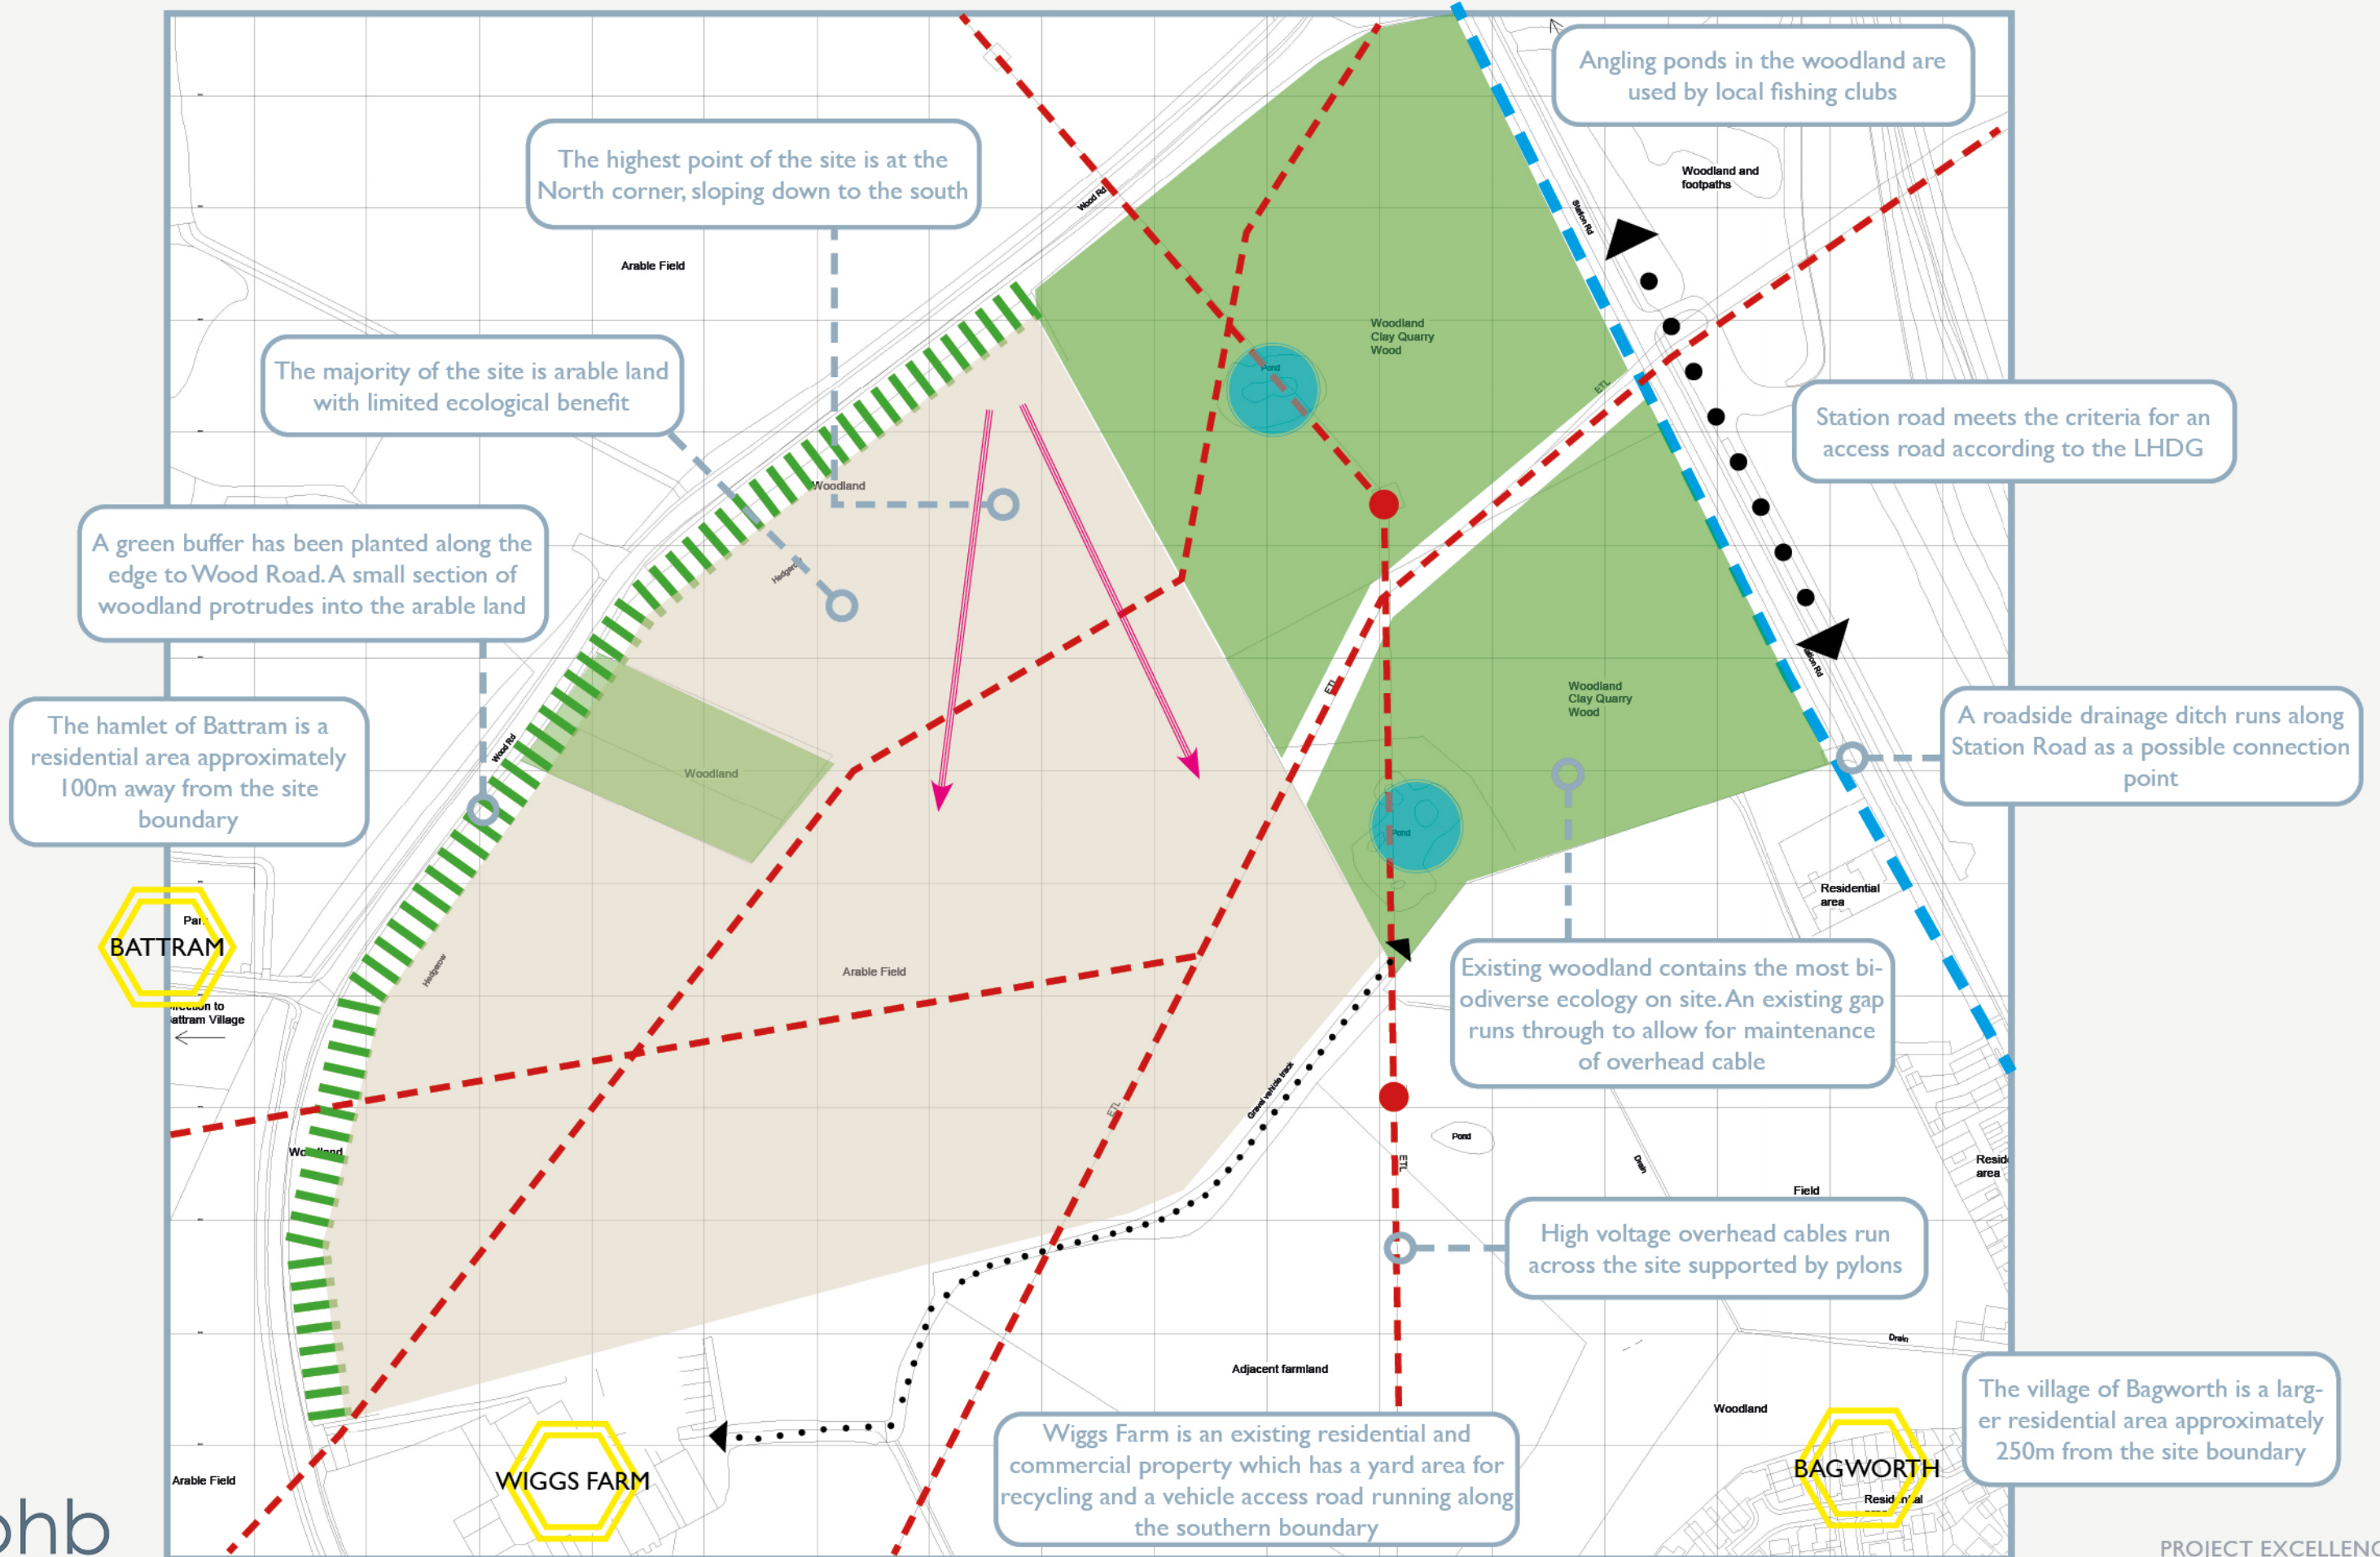 Angling ponds in the woodland are
used by local fishing clubs
The highest point of the site is at the
North corner, sloping down to the south
Woodland and
footpaths
Wood Rd
Station Rd
Arable Field
Woodland
Clay Quarry
Wood
Pond
ETL
The majority of the site is arable land
with limited ecological benefit
Station road meets the criteria for an
access road according to the LHDG
Woodland
A green buffer has been planted along the
edge to Wood Road. A small section of
woodland protrudes into the arable land
Hedgerow
ETL
Woodland
Clay Quarry
Wood
The hamlet of Battram is a
residential area approximately
100m away from the site
boundary
Wood Rd
Woodland
A roadside drainage ditch runs along
Station Road as a possible connection
point
Pond
Residential
area
BATTRAM
Hedgerow
Arable Field
Existing woodland contains the most bi-
odiverse ecology on site. An existing gap
runs through to allow for maintenance
of overhead cable
attram Village
Gravel vehicle track
ETL
Woodland
Pond
ETL
Drain
area
Field
High voltage overhead cables run
across the site supported by pylons
Drain
Adjacent farmland
Woodland
The village of Bagworth is a larg-
er residential area approximately
250m from the site boundary
Wiggs Farm is an existing residential and
commercial property which has a yard area for
recycling and a vehicle access road running along
the southern boundary
Arable Field
WIGGS FARM
BAGWORTH
Residential
PROJECT EXCELLENC